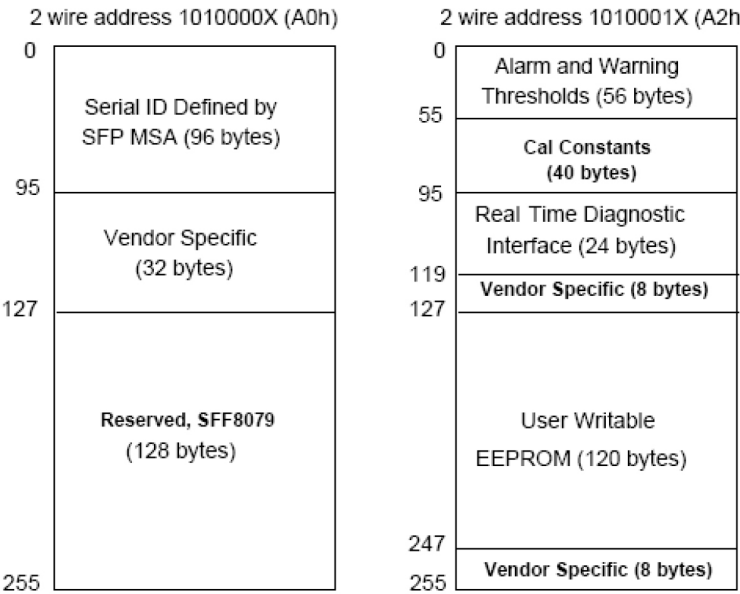 2 wire address 1010000X (A0h)
0
Serial ID Defined by
SFP MSA (96 bytes)
95
Vendor Specific
(32 bytes)
127
Reserved, SFF8079
(128 bytes)
255
2 wire address 1010001X (A2h
0
Alarm and Warning
Thresholds (56 bytes)
55
Cal Constants
(40 bytes)
95
Real Time Diagnostic
Interface (24 bytes)
119
Vendor Specific (8 bytes)
127
User Writable
EEPROM (120 bytes)
247
Vendor Specific (8 bytes)
255